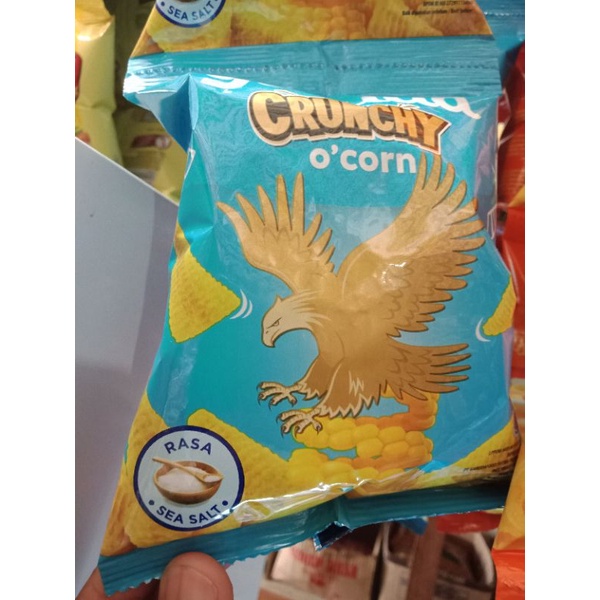 SEA SALT
CRUNCHY
o'corn
RASA
SEA SALT